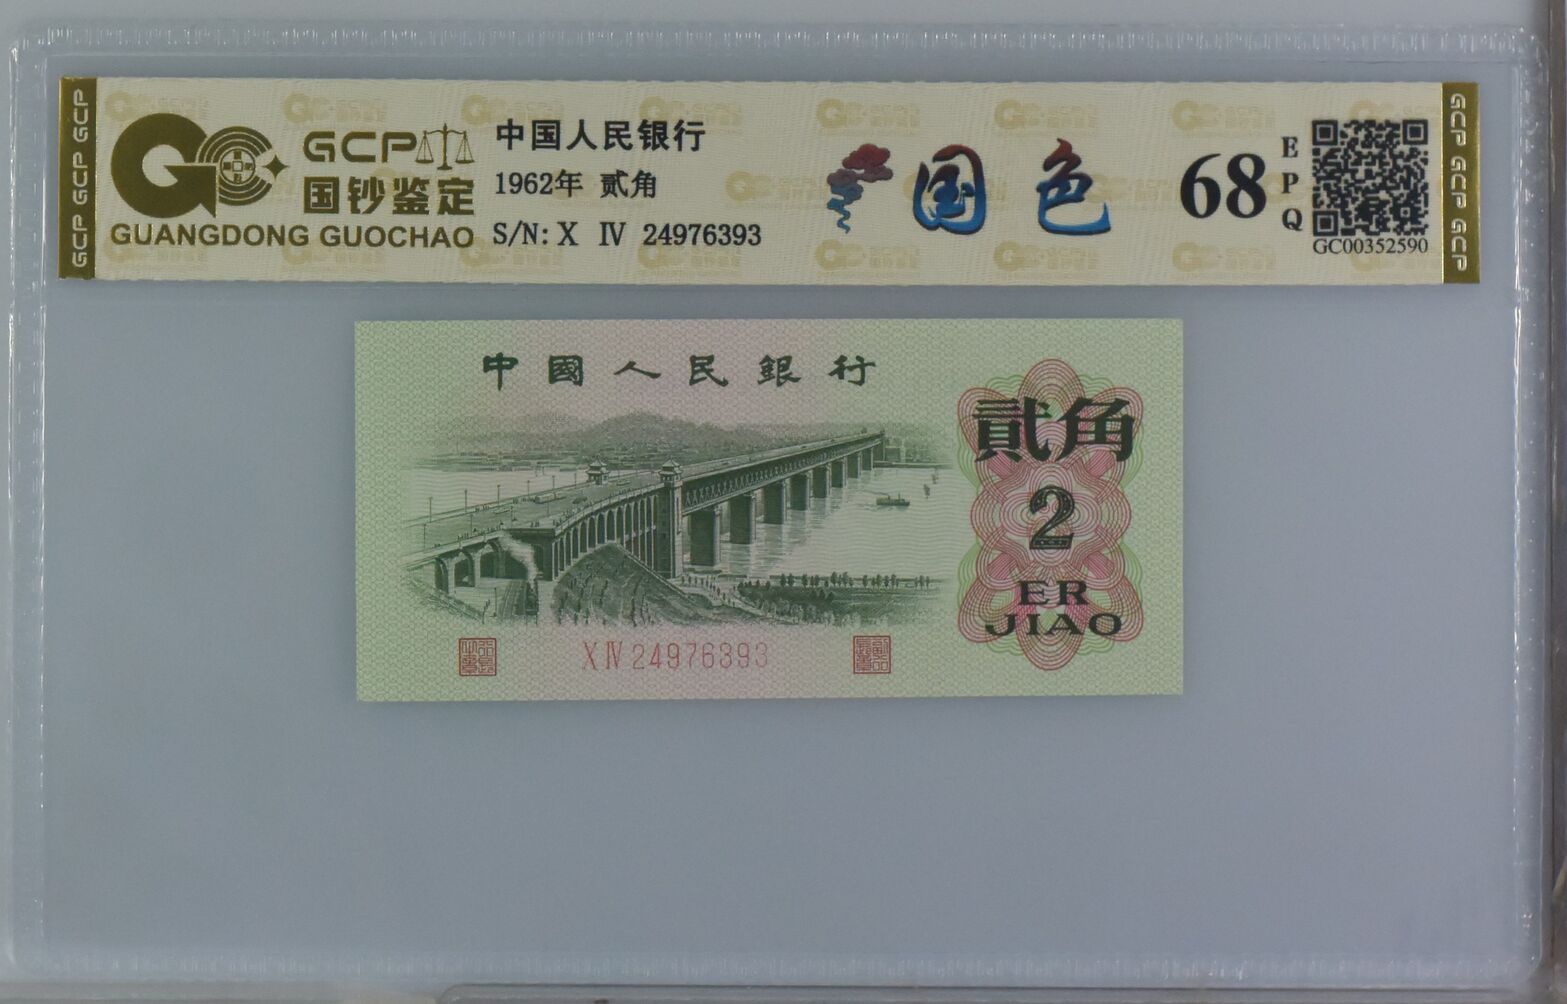 GCP GCP GCP
GCP
国钞鉴定
GUANGDONG GUOCHAO
中国人民银行
1962年 贰角
S/N: X IV 24976393
国色
68
EPQ
GC00352590
GCP GCP GCP
中國人民銀行
貳角
2
ER
JIAO
X IV 24976393